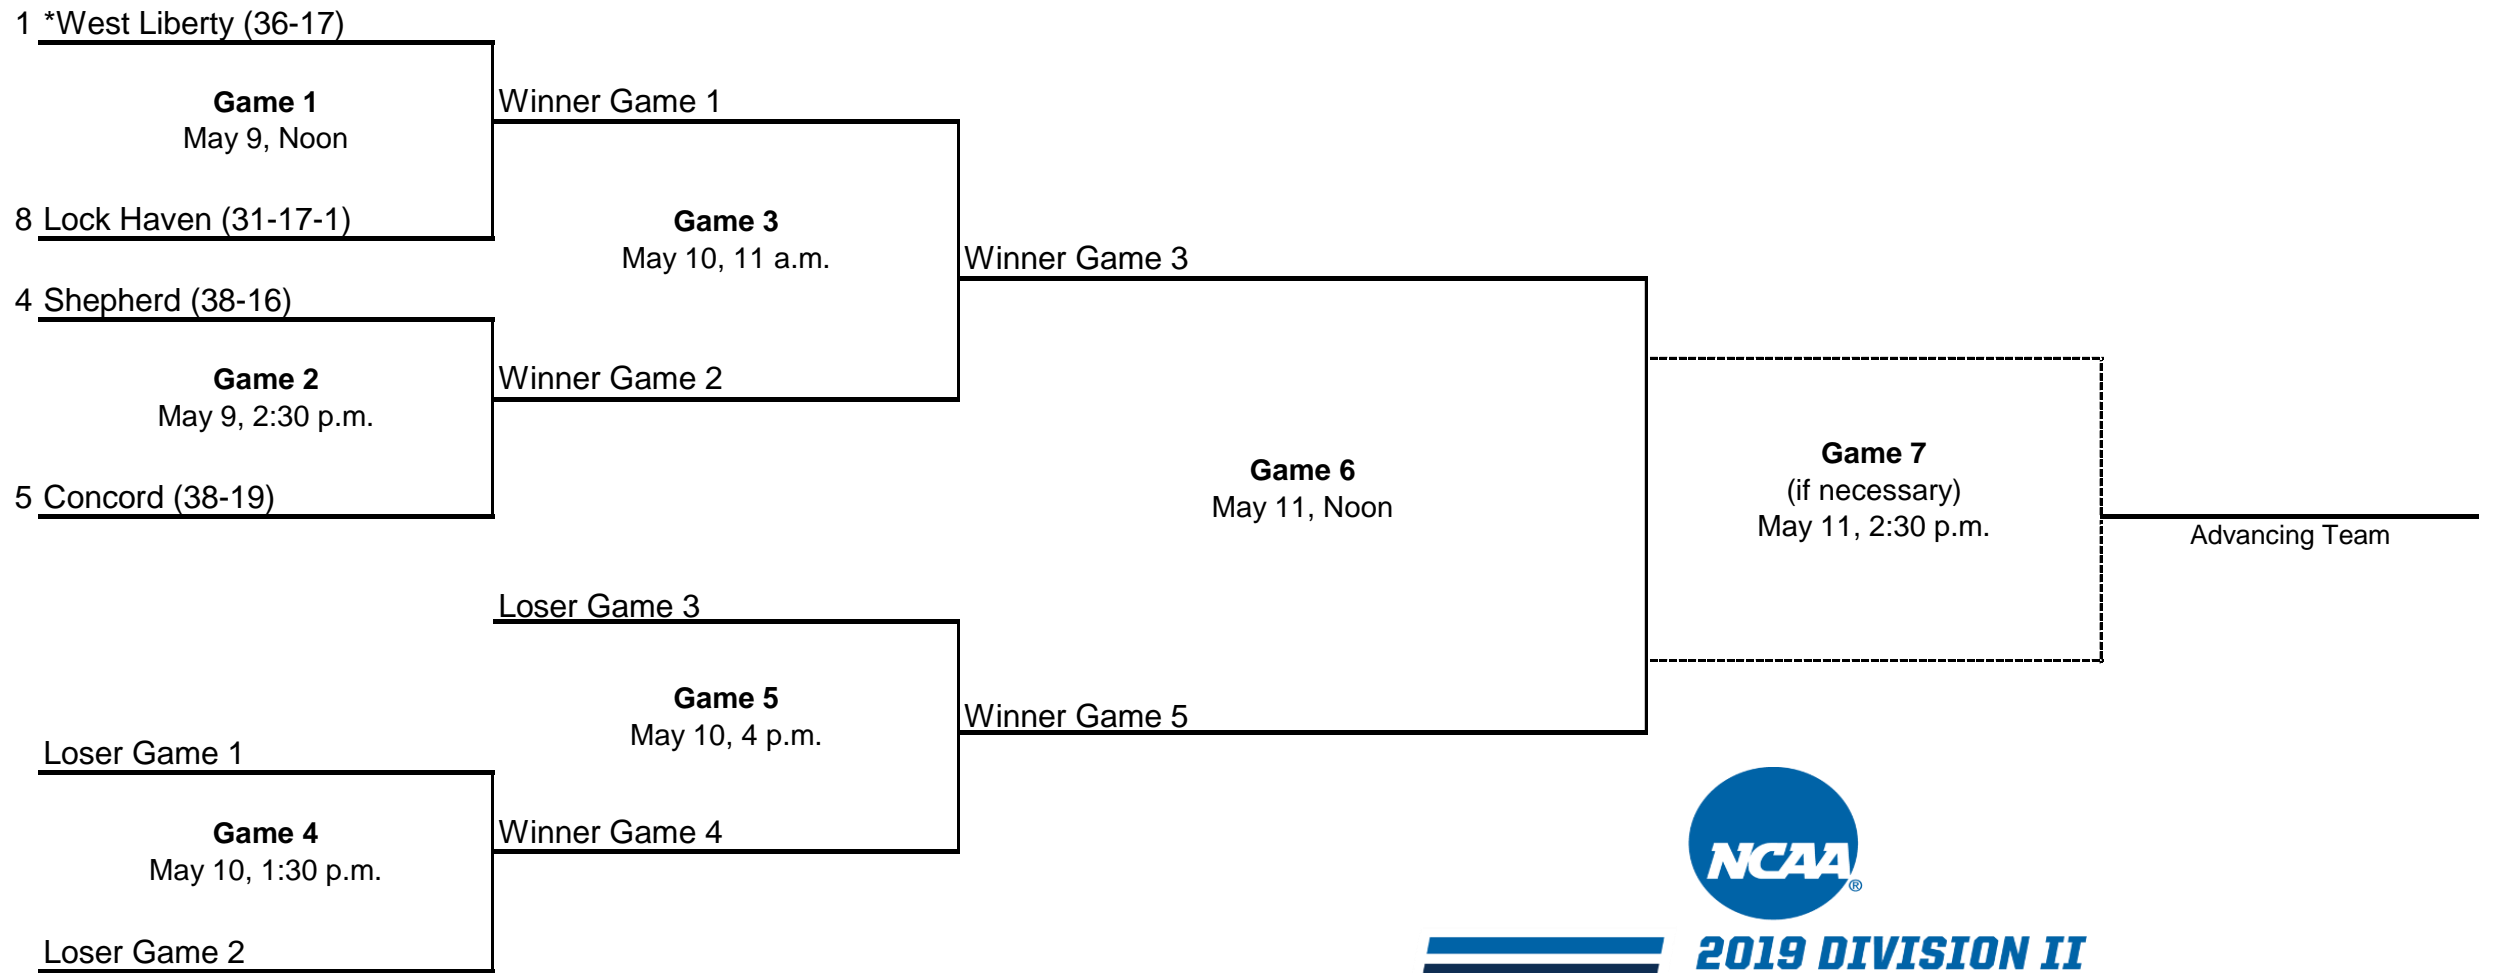 1 *West Liberty (36-17)
Game 1
May 9, Noon
Winner Game 1
8 Lock Haven (31-17-1)
Game 3
May 10, 11 a.m.
Winner Game 3
4 Shepherd (38-16)
Game 2
May 9, 2:30 p.m.
Winner Game 2
5 Concord (38-19)
Game 6
May 11, Noon
Game 7
(if necessary)
May 11, 2:30 p.m.
Advancing Team
Loser Game 3
Game 5
May 10, 4 p.m.
Winner Game 5
Loser Game 1
Game 4
May 10, 1:30 p.m.
Winner Game 4
Loser Game 2
NCAA®
2019 DIVISION II